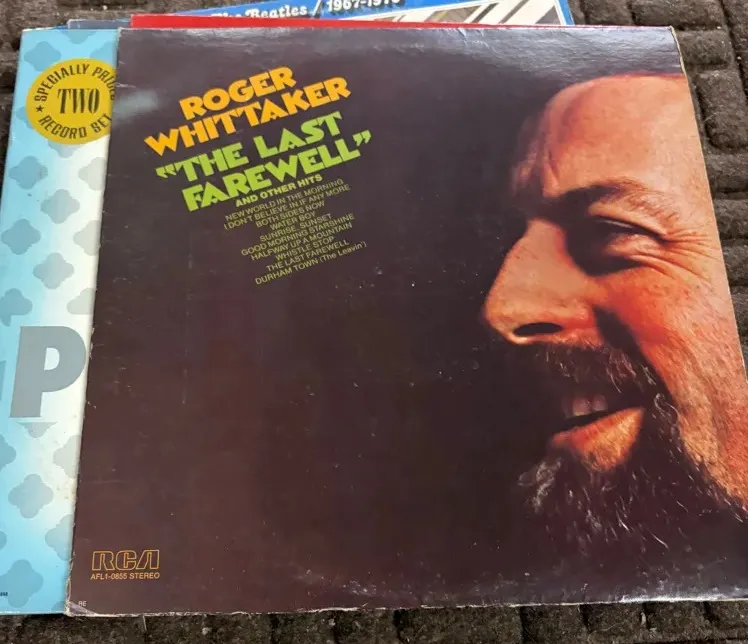 The Beatles / 1967-1970
SPECIALLY PRICED
TWO
RECORD SET
P
ROGER
WHITTAKER
"THE LAST
FAREWELL"
AND OTHER HITS
NEW WORLD IN THE MORNING
I DON'T BELIEVE IN IF ANY MORE
BOTH SIDES NOW
WATER BOY
SUNRISE, SUNSET
GOOD MORNING STARSHINE
HALFWAY UP A MOUNTAIN
WHISTLE STOP
THE LAST FAREWELL
DURHAM TOWN (The Leavin')
RCA
AFL1-0855 STEREO
RE